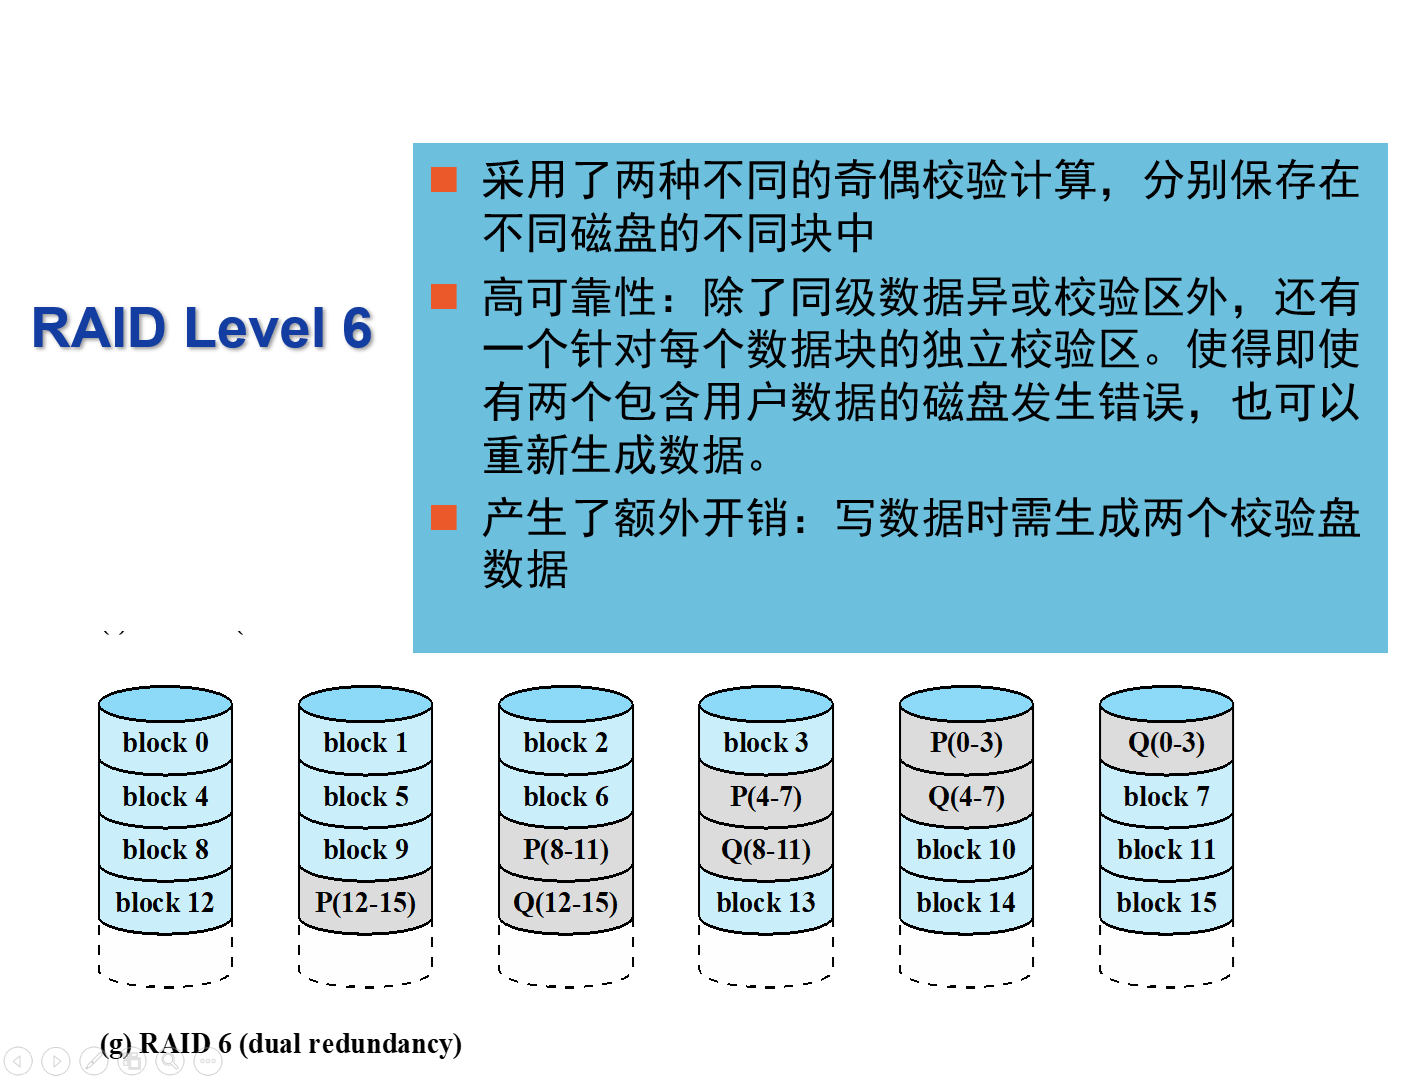 RAID Level 6
采用了两种不同的奇偶校验计算，分别保存在
不同磁盘的不同块中
高可靠性：除了同级数据异或校验区外，还有
一个针对每个数据块的独立校验区。使得即使
有两个包含用户数据的磁盘发生错误，也可以
重新生成数据。
产生了额外开销：写数据时需生成两个校验盘
数据
block 0 block 1 block 2 block 3 P(0-3) Q(0-3)
block 4 block 5 block 6 P(4-7) Q(4-7) block 7
block 8 block 9 P(8-11) Q(8-11) block 10 block 11
block 12 P(12-15) Q(12-15) block 13 block 14 block 15
(g) RAID 6 (dual redundancy)